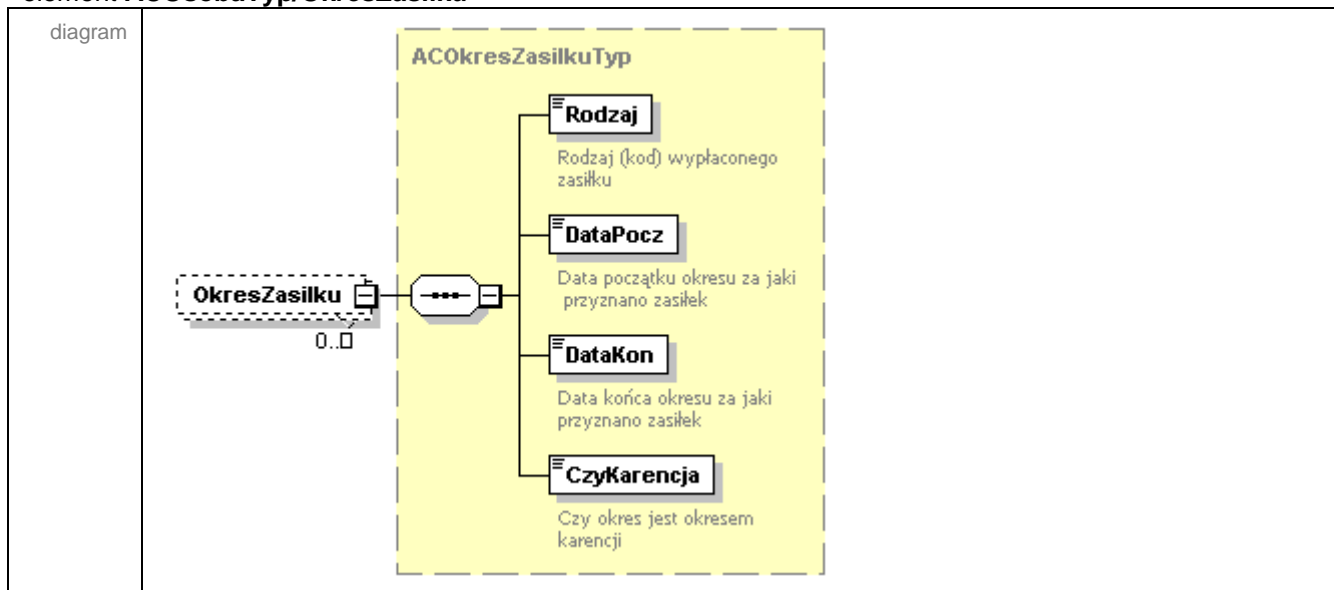 diagram
ACOkresZasilkuTyp
Rodzaj
Rodzaj (kod) wypłaconego
zasiłku
DataPocz
Data początku okresu za jaki
przyznano zasiłek
OkresZasilku
0..
DataKon
Data końca okresu za jaki
przyznano zasiłek
CzyKarencja
Czy okres jest okresem
karencji